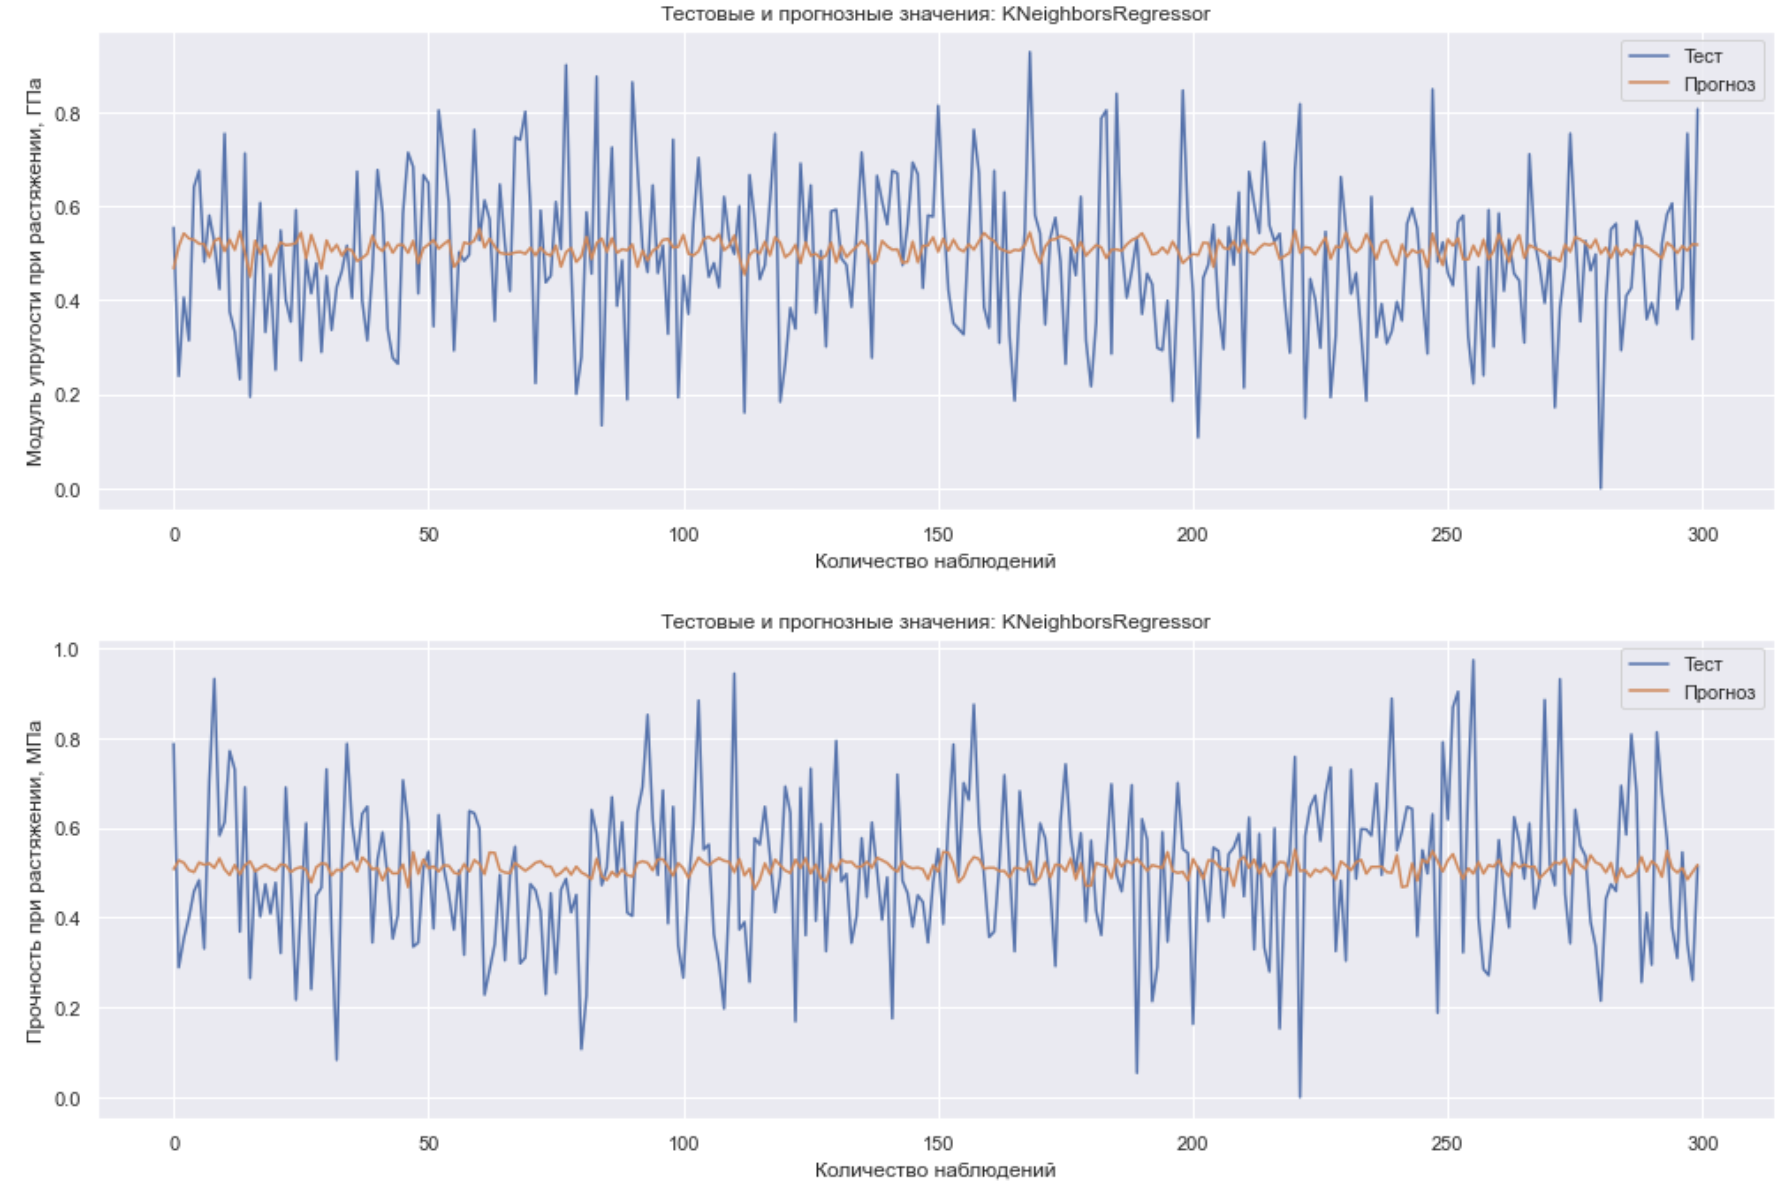 Тестовые и прогнозные значения: KNeighborsRegressor
Модуль упругости при растяжении, ГПа
Тест
Прогноз
0.8
0.6
0.4
0.2
0.0
0 50 100 150 200 250 300
Количество наблюдений
Тестовые и прогнозные значения: KNeighborsRegressor
Прочность при растяжении, МПа
Тест
Прогноз
1.0
0.8
0.6
0.4
0.2
0.0
0 50 100 150 200 250 300
Количество наблюдений